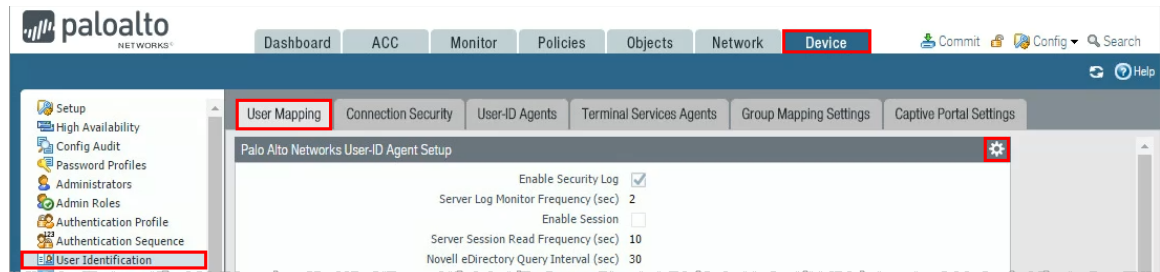 paloalto
NETWORKS®
Dashboard ACC Monitor Policies Objects Network Device Commit Config Search
Help
Setup
High Availability
Config Audit
Password Profiles
Administrators
Admin Roles
Authentication Profile
Authentication Sequence
User Identification
User Mapping Connection Security User-ID Agents Terminal Services Agents Group Mapping Settings Captive Portal Settings
Palo Alto Networks User-ID Agent Setup
Enable Security Log
Server Log Monitor Frequency (sec) 2
Enable Session
Server Session Read Frequency (sec) 10
Novell eDirectory Query Interval (sec) 30